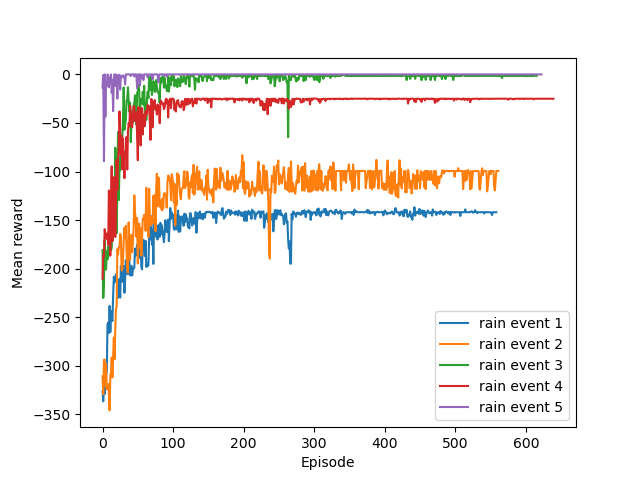 0
−50
−100
−150
−200
−250
−300
−350
Mean reward
0 100 200 300 400 500 600
Episode
rain event 1
rain event 2
rain event 3
rain event 4
rain event 5